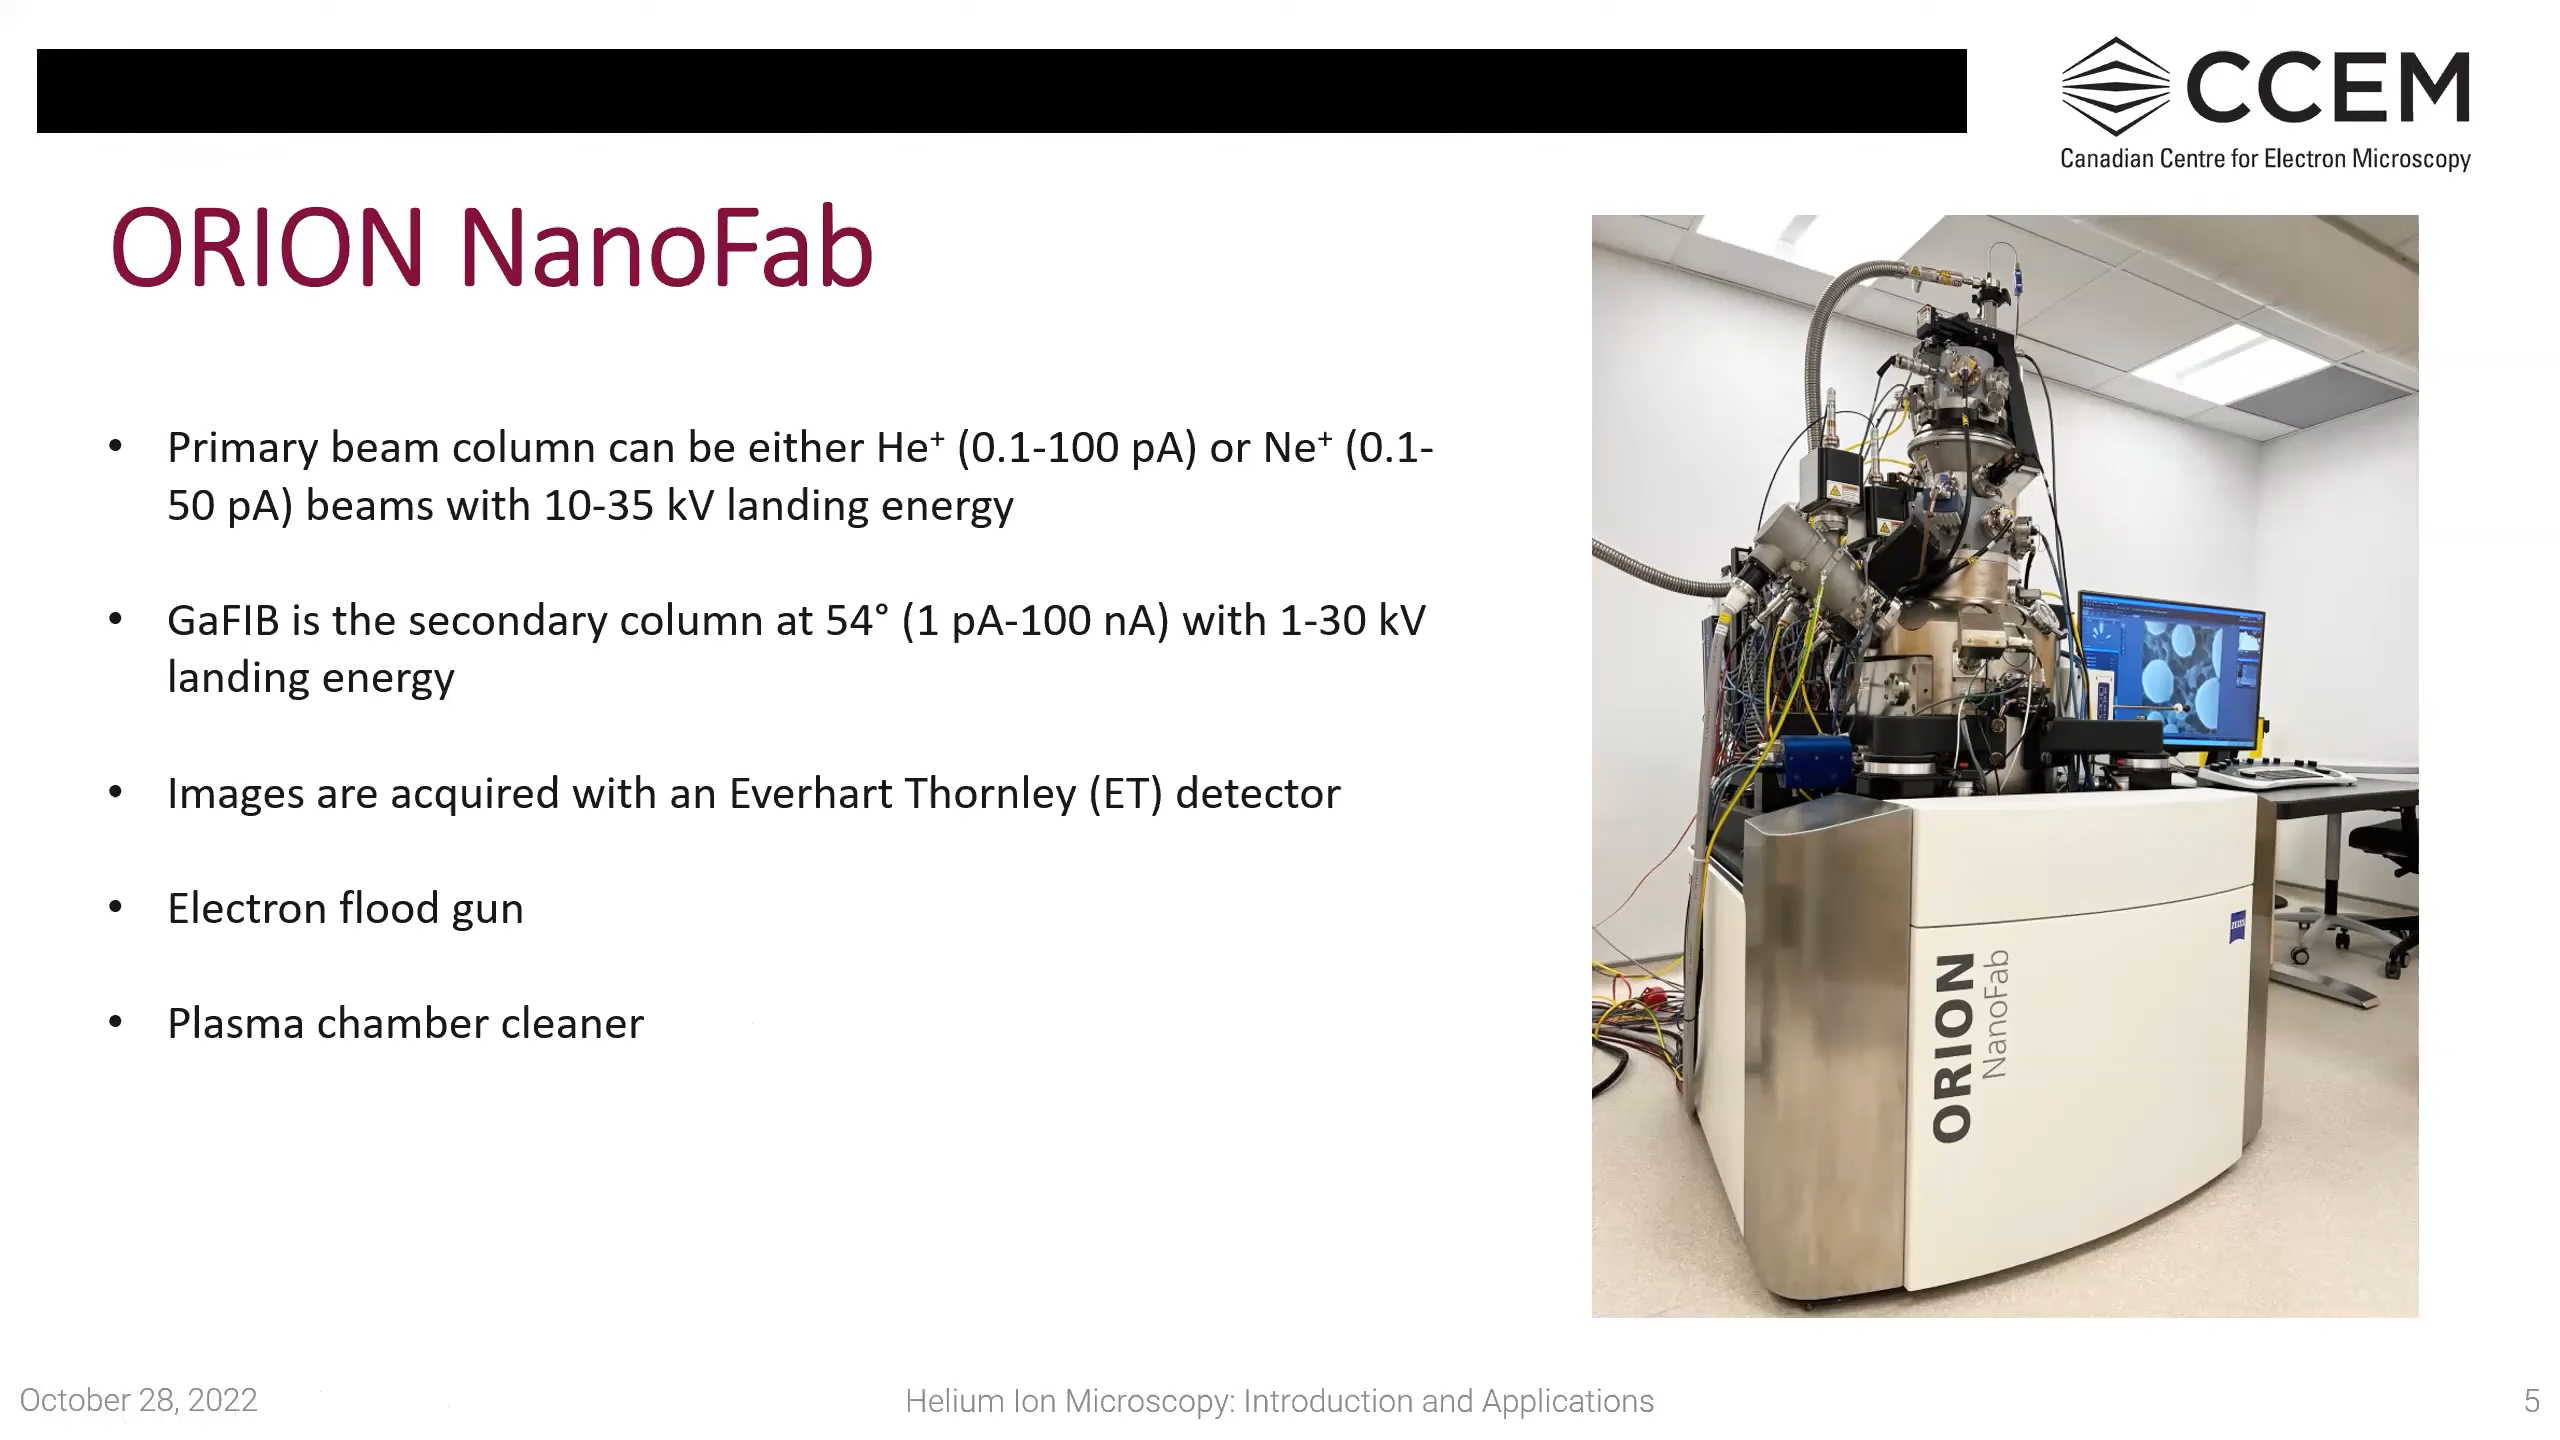 CCEM
Canadian Centre for Electron Microscopy
ORION NanoFab
• Primary beam column can be either He⁺ (0.1-100 pA) or Ne⁺ (0.1-
50 pA) beams with 10-35 kV landing energy
• GaFIB is the secondary column at 54° (1 pA-100 nA) with 1-30 kV
landing energy
• Images are acquired with an Everhart Thornley (ET) detector
• Electron flood gun
• Plasma chamber cleaner
ZEISS
ORION
NanoFab
October 28, 2022
Helium Ion Microscopy: Introduction and Applications
5